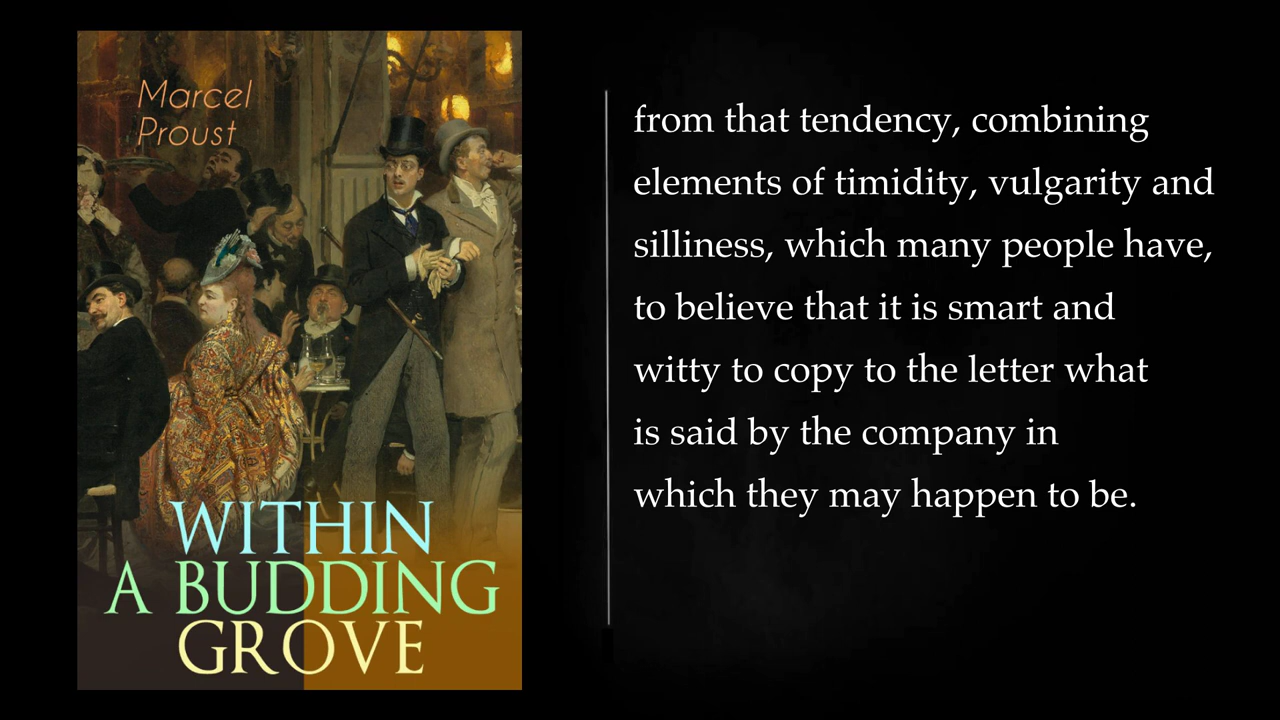 Marcel
Proust
WITHIN
A BUDDING
GROVE
from that tendency, combining
elements of timidity, vulgarity and
silliness, which many people have,
to believe that it is smart and
witty to copy to the letter what
is said by the company in
which they may happen to be.